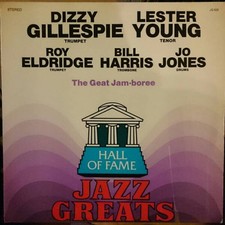 STEREO
DIZZY GILLESPIE
TRUMPET
LESTER YOUNG
TENOR
ROY ELDRIDGE
TRUMPET
BILL HARRIS
TROMBONE
JO JONES
DRUMS
The Geat Jam-boree
HALL OF FAME
JAZZ
GREATS